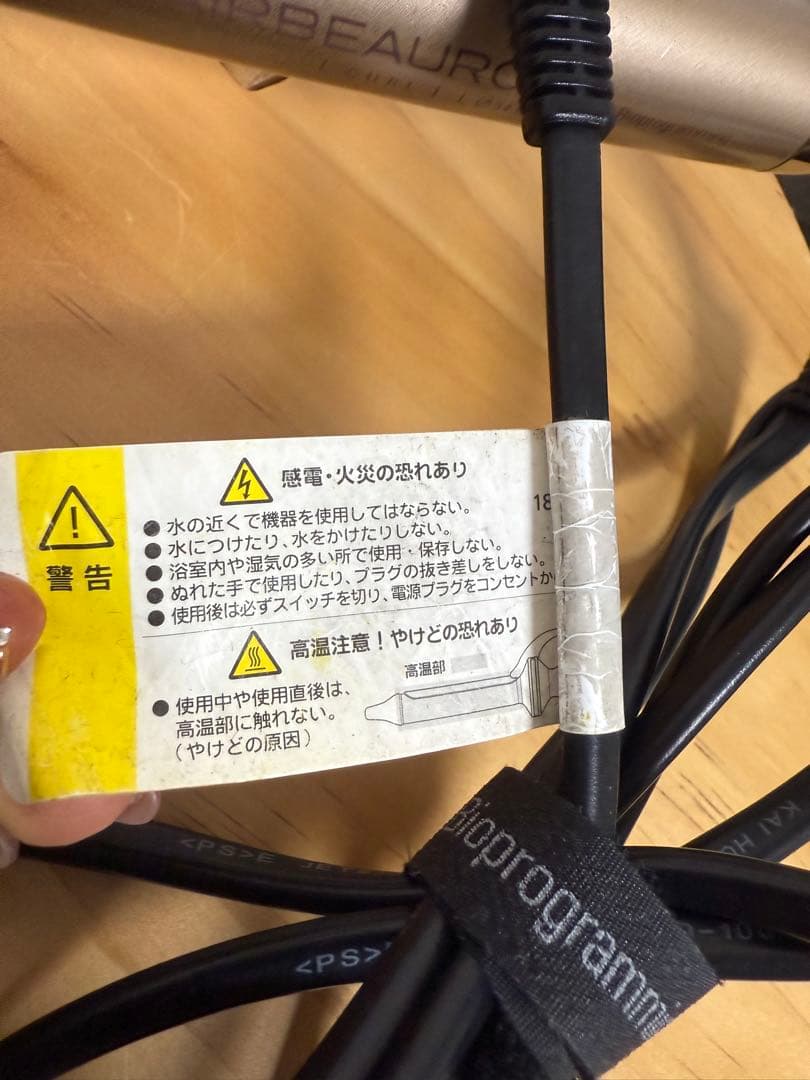 AIRBEAURO
感電・火災の恐れあり
18
● 水の近くで機器を使用してはならない。
● 水につけたり、水をかけたりしない。
● 浴室内や湿気の多い所で使用・保存しない。
● ぬれた手で使用したり、プラグの抜き差しをしない。
● 使用後は必ずスイッチを切り、電源プラグをコンセントか
警告
高温注意！やけどの恐れあり
高温部
● 使用中や使用直後は、
高温部に触れない。
（やけどの原因）
bioprogrammi
<PS>E JET
KAI HO
<PS>